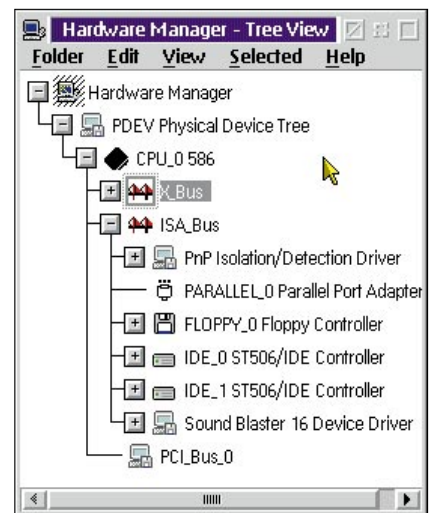 Hardware Manager - Tree View
Folder Edit View Selected Help
Hardware Manager
PDEV Physical Device Tree
CPU_0 586
X_Bus
ISA_Bus
PnP Isolation/Detection Driver
PARALLEL_0 Parallel Port Adapter
FLOPPY_0 Floppy Controller
IDE_0 ST506/IDE Controller
IDE_1 ST506/IDE Controller
Sound Blaster 16 Device Driver
PCI_Bus_0